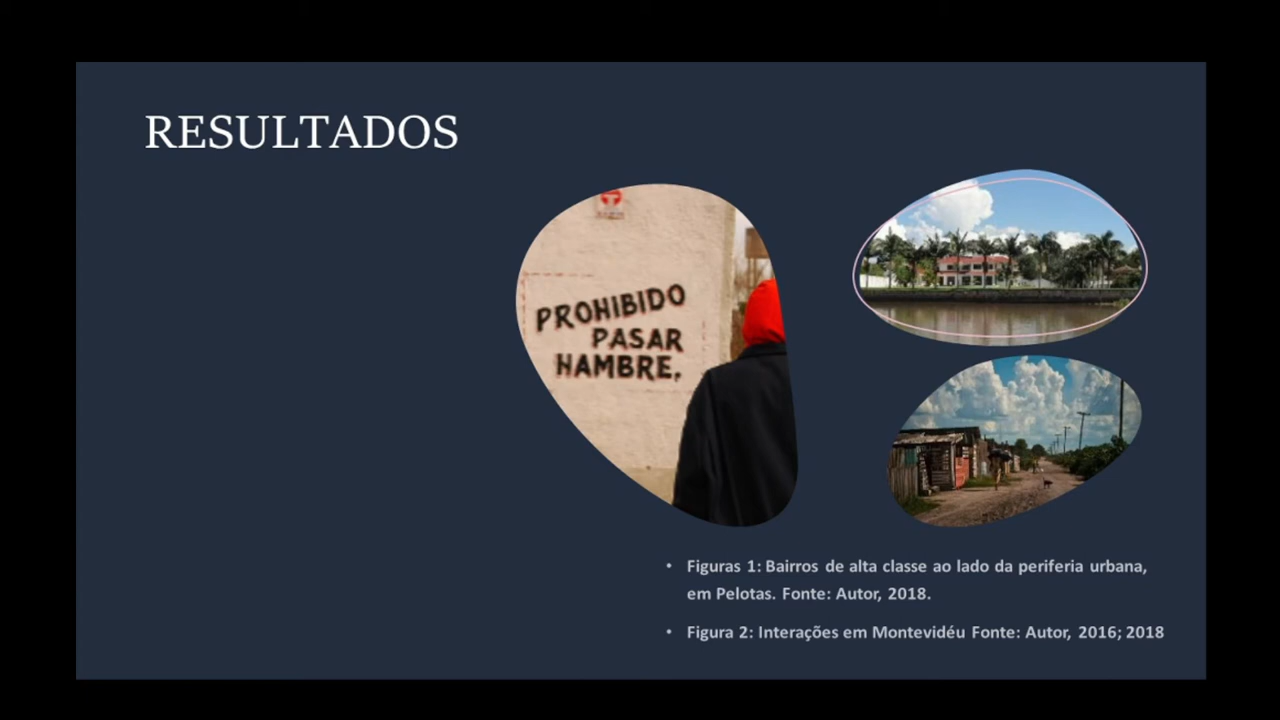 RESULTADOS
PROHIBIDO
PASAR
HAMBRE.
• Figuras 1: Bairros de alta classe ao lado da periferia urbana,
em Pelotas. Fonte: Autor, 2018.
• Figura 2: Interações em Montevidéu Fonte: Autor, 2016; 2018